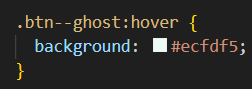 .btn--ghost:hover {
  background: #ecfdf5;
}